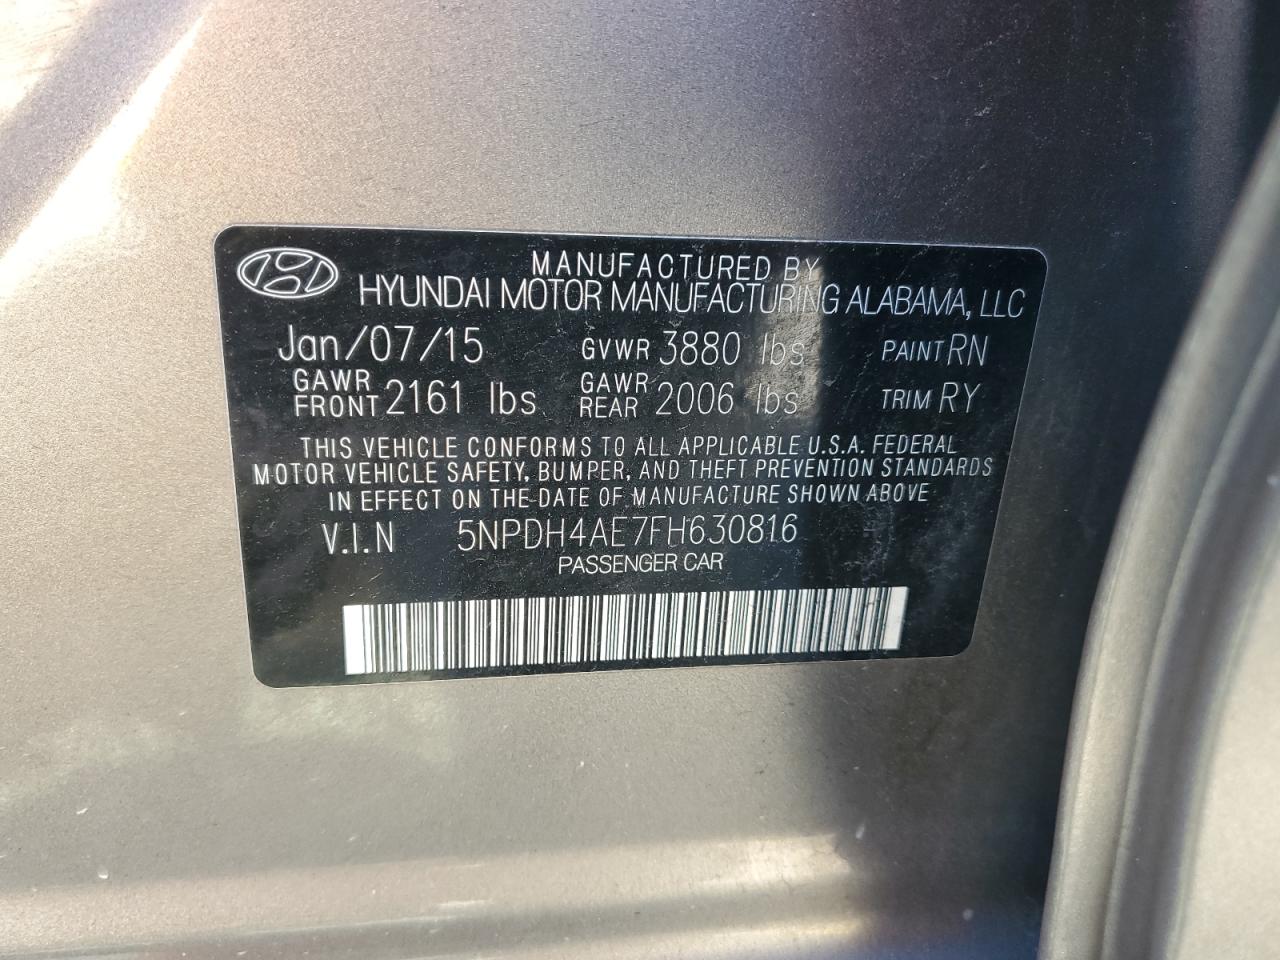 MANUFACTURED BY
HYUNDAI MOTOR MANUFACTURING ALABAMA, LLC
Jan/07/15 GVWR 3880 lbs PAINT RN
GAWR FRONT 2161 lbs GAWR REAR 2006 lbs TRIM RY
THIS VEHICLE CONFORMS TO ALL APPLICABLE U.S.A. FEDERAL
MOTOR VEHICLE SAFETY, BUMPER, AND THEFT PREVENTION STANDARDS
IN EFFECT ON THE DATE OF MANUFACTURE SHOWN ABOVE
V.I.N 5NPDH4AE7FH630816
PASSENGER CAR